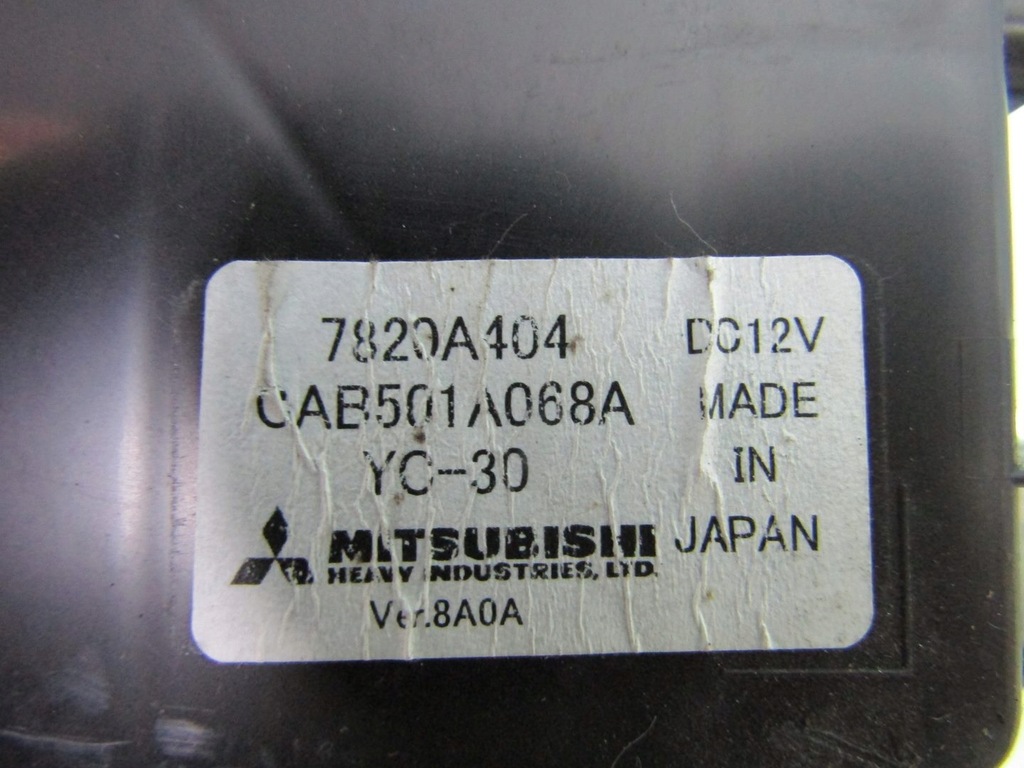 7820A404 DC12V
CAB501A068A MADE
YC-30 IN
MITSUBISHI JAPAN
HEAVY INDUSTRIES, LTD.
Ver.8A0A